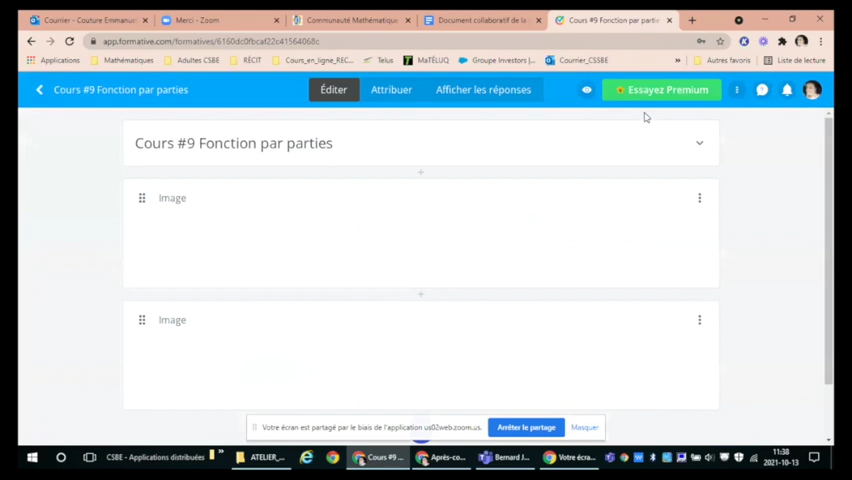 Courrier - Couture Emmanue
Merci - Zoom
Communauté Mathématique
Document collaboratif de la
Cours #9 Fonction par partie
app.formative.com/formatives/6160dc0fbcaf22c41564068c
Applications
Mathématiques
Adultes CSBE
RÉCIT
Cours_en_ligne_REC...
Telus
MaTÉLUQ
Groupe Investors |...
Courrier_CSSBE
Autres favoris
Liste de lecture
Cours #9 Fonction par parties
Éditer
Attribuer
Afficher les réponses
Essayez Premium
Cours #9 Fonction par parties
Image
Image
Votre écran est partagé par le biais de l'application us02web.zoom.us.
Arrêter le partage
Masquer
CSBE - Applications distribuées
ATELIER_...
Cours #9 ...
Après-co...
Bernard J...
Votre écra...
11:38
2021-10-13